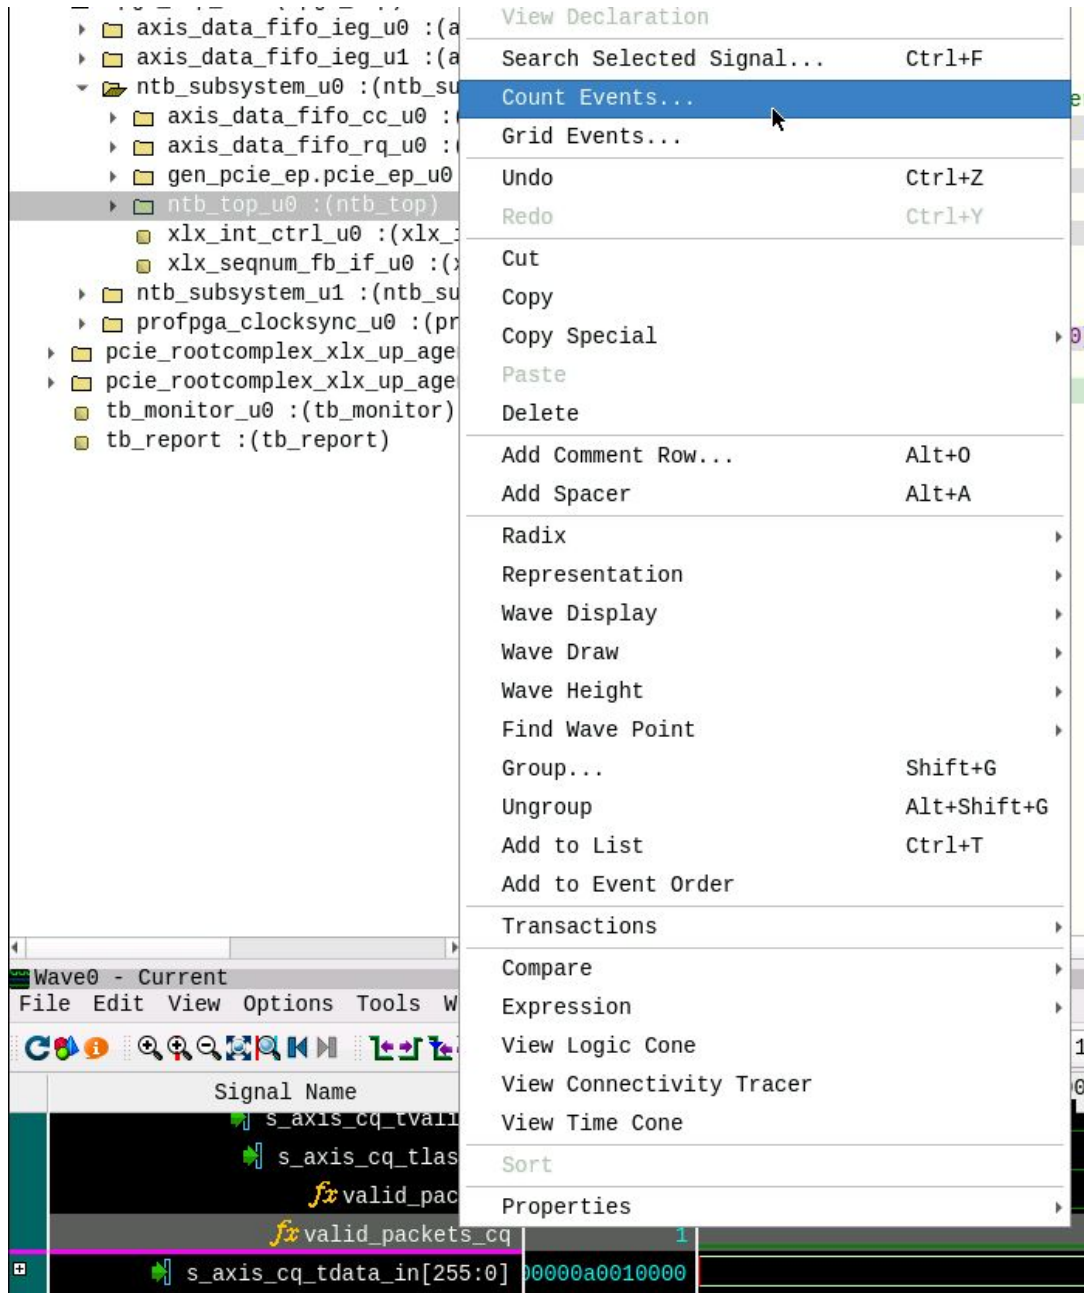 axis_data_fifo_ieg_u0 :(a
axis_data_fifo_ieg_u1 :(a
ntb_subsystem_u0 :(ntb_su
axis_data_fifo_cc_u0 :(
axis_data_fifo_rq_u0 :(
gen_pcie_ep.pcie_ep_u0
ntb_top_u0 :(ntb_top)
xlx_int_ctrl_u0 :(xlx_i
xlx_seqnum_fb_if_u0 :(x
ntb_subsystem_u1 :(ntb_su
profpga_clocksync_u0 :(pr
pcie_rootcomplex_xlx_up_age
pcie_rootcomplex_xlx_up_age
tb_monitor_u0 :(tb_monitor)
tb_report :(tb_report)
View Declaration
Search Selected Signal... Ctrl+F
Count Events...
Grid Events...
Undo Ctrl+Z
Redo Ctrl+Y
Cut
Copy
Copy Special
Paste
Delete
Add Comment Row... Alt+O
Add Spacer Alt+A
Radix
Representation
Wave Display
Wave Draw
Wave Height
Find Wave Point
Group... Shift+G
Ungroup Alt+Shift+G
Add to List Ctrl+T
Add to Event Order
Transactions
Compare
Expression
View Logic Cone
View Connectivity Tracer
View Time Cone
Sort
Properties
Wave0 - Current
File Edit View Options Tools W
Signal Name
s_axis_cq_tvali
s_axis_cq_tlas
fx valid_pac
fx valid_packets_cq 1
s_axis_cq_tdata_in[255:0] 00000a0010000